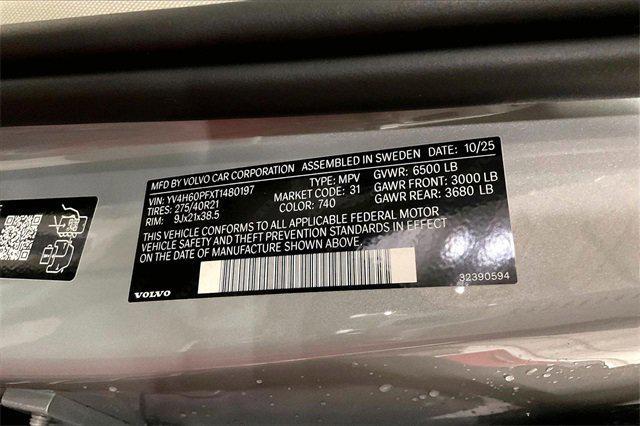 MFD BY VOLVO CAR CORPORATION ASSEMBLED IN SWEDEN DATE: 10/25
VIN: YV4H60PFXT1480197 TYPE: MPV GVWR: 6500 LB
TIRES: 275/40R21 MARKET CODE: 31 GAWR FRONT: 3000 LB
RIM: 9Jx21x38.5 COLOR: 740 GAWR REAR: 3680 LB
THIS VEHICLE CONFORMS TO ALL APPLICABLE FEDERAL MOTOR
VEHICLE SAFETY AND THEFT PREVENTION STANDARDS IN EFFECT
ON THE DATE OF MANUFACTURE SHOWN ABOVE.
VOLVO 32390594